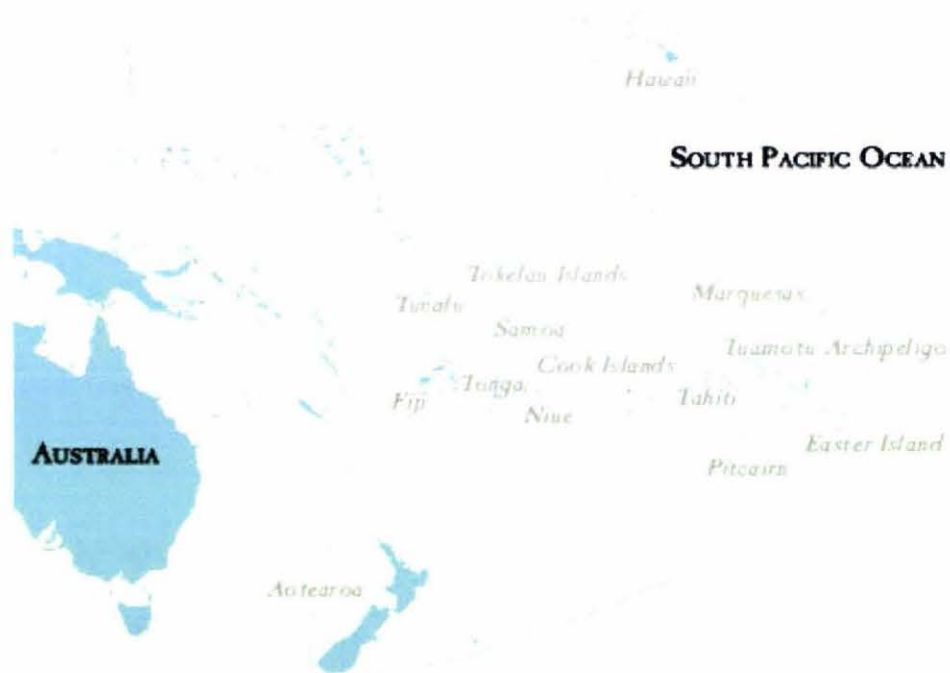 Hawaii
SOUTH PACIFIC OCEAN
Tokelau Islands
Marquesas
Tuvalu
Samoa
Tuamotu Archipeligo
Cook Islands
Tonga
Tahiti
Fiji
Niue
Easter Island
AUSTRALIA
Pitcairn
Aotearoa